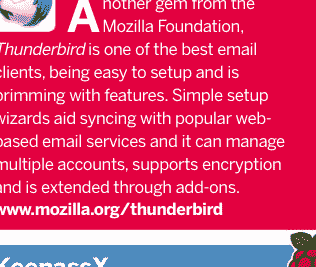 Another gem from the
Mozilla Foundation,
Thunderbird is one of the best email
clients, being easy to setup and is
brimming with features. Simple setup
wizards aid syncing with popular web-
based email services and it can manage
multiple accounts, supports encryption
and is extended through add-ons.
www.mozilla.org/thunderbird
KeepassX